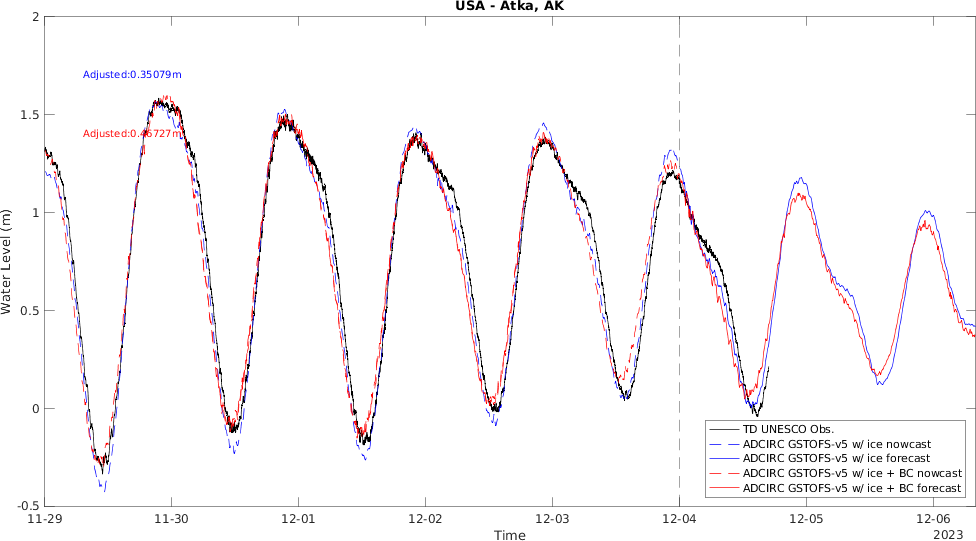 USA - Atka, AK
2
1.5
1
0.5
0
-0.5
Water Level (m)
Adjusted:0.35079m
Adjusted:0.46727m
TD UNESCO Obs.
ADCIRC GSTOFS-v5 w/ ice nowcast
ADCIRC GSTOFS-v5 w/ ice forecast
ADCIRC GSTOFS-v5 w/ ice + BC nowcast
ADCIRC GSTOFS-v5 w/ ice + BC forecast
11-29 11-30 12-01 12-02 12-03 12-04 12-05 12-06
Time
2023